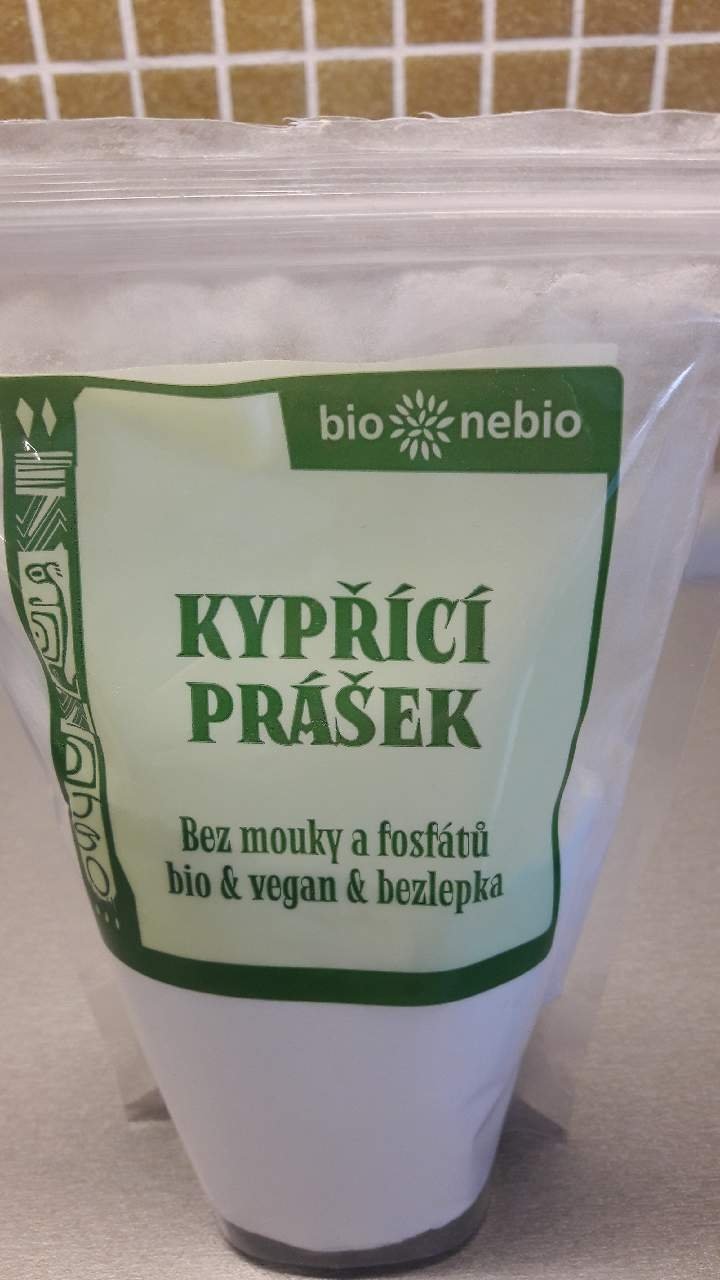 bio nebio
KYPŘÍCÍ
PRÁŠEK
Bez mouky a fosfátů
bio & vegan & bezlepka